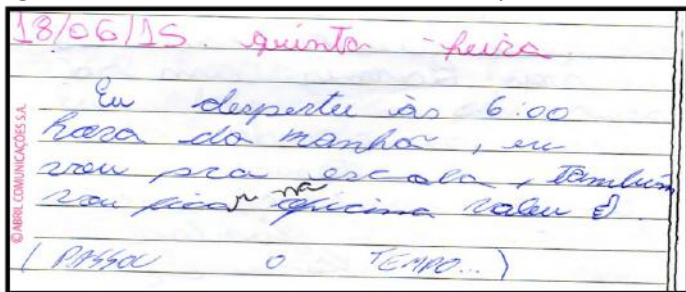 18/06/15. quinta-feira.
Eu desperter às 6:00
hora da manhã, eu
vou pra escola, também
vou ficar na oficina valeu
(PASSOU O TEMPO...)
©ABRIL COMUNICAÇÕES S.A.